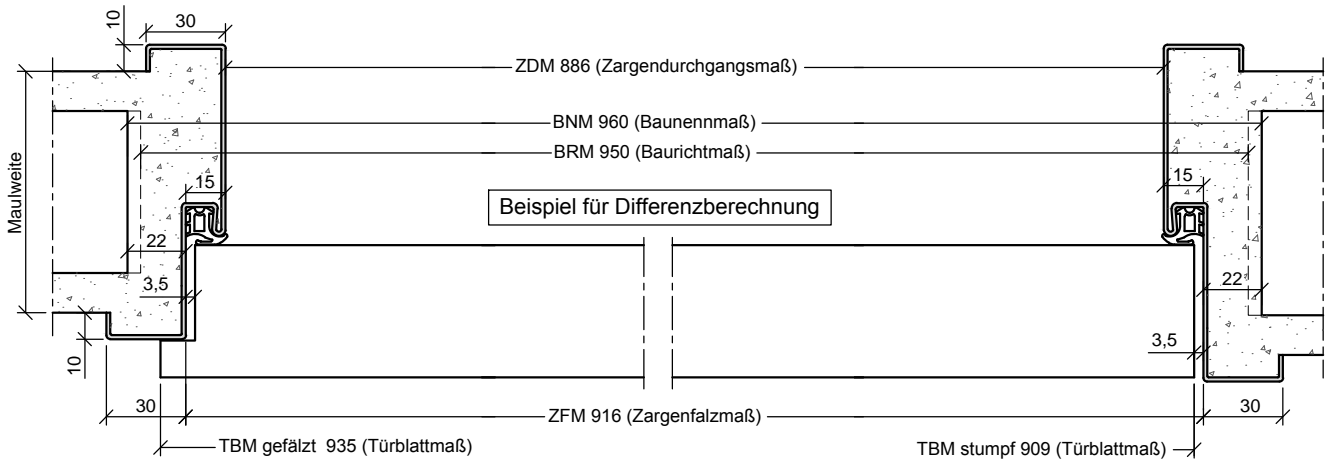 10
30
ZDM 886 (Zargendurchgangsmaß)
BNM 960 (Baunennmaß)
BRM 950 (Baurichtmaß)
15
15
Beispiel für Differenzberechnung
Maulweite
22
22
3,5
3,5
10
30
ZFM 916 (Zargenfalzmaß)
30
TBM gefälzt 935 (Türblattmaß)
TBM stumpf 909 (Türblattmaß)